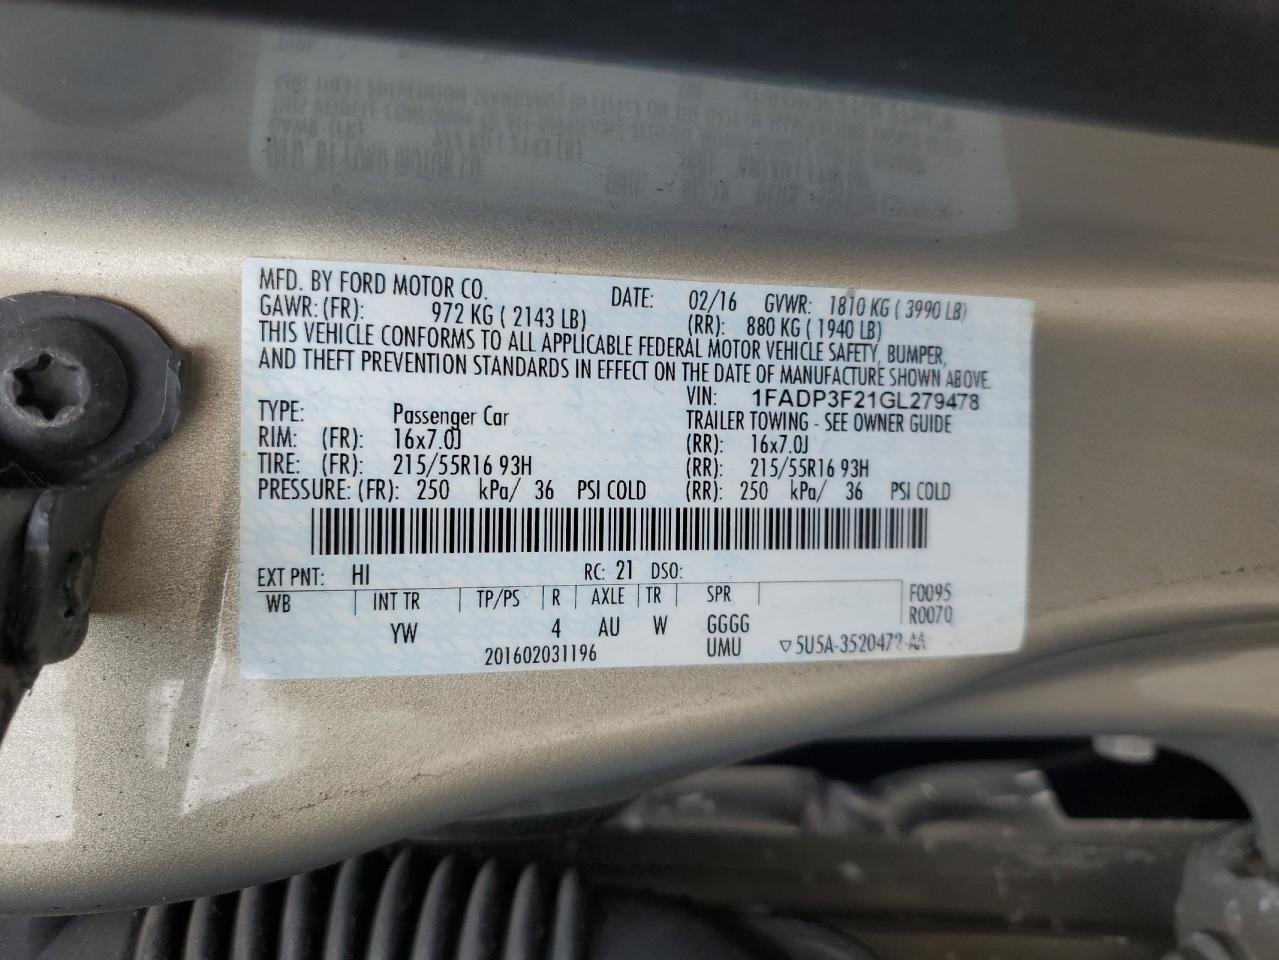 MFD. BY FORD MOTOR CO. DATE: 02/16 GVWR: 1810 KG ( 3990 LB)
GAWR: (FR): 972 KG ( 2143 LB) (RR): 880 KG ( 1940 LB)
THIS VEHICLE CONFORMS TO ALL APPLICABLE FEDERAL MOTOR VEHICLE SAFETY, BUMPER,
AND THEFT PREVENTION STANDARDS IN EFFECT ON THE DATE OF MANUFACTURE SHOWN ABOVE.
VIN: 1FADP3F21GL279478
TYPE: Passenger Car TRAILER TOWING - SEE OWNER GUIDE
RIM: (FR): 16x7.0J (RR): 16x7.0J
TIRE: (FR): 215/55R16 93H (RR): 215/55R16 93H
PRESSURE: (FR): 250 kPa/ 36 PSI COLD (RR): 250 kPa/ 36 PSI COLD
EXT PNT: HI RC: 21 DSO:
WB INT TR TP/PS R AXLE TR SPR F0095
R0070
YW 4 AU W GGGG
201602031196 UMU ▽5U5A-3520472-AA